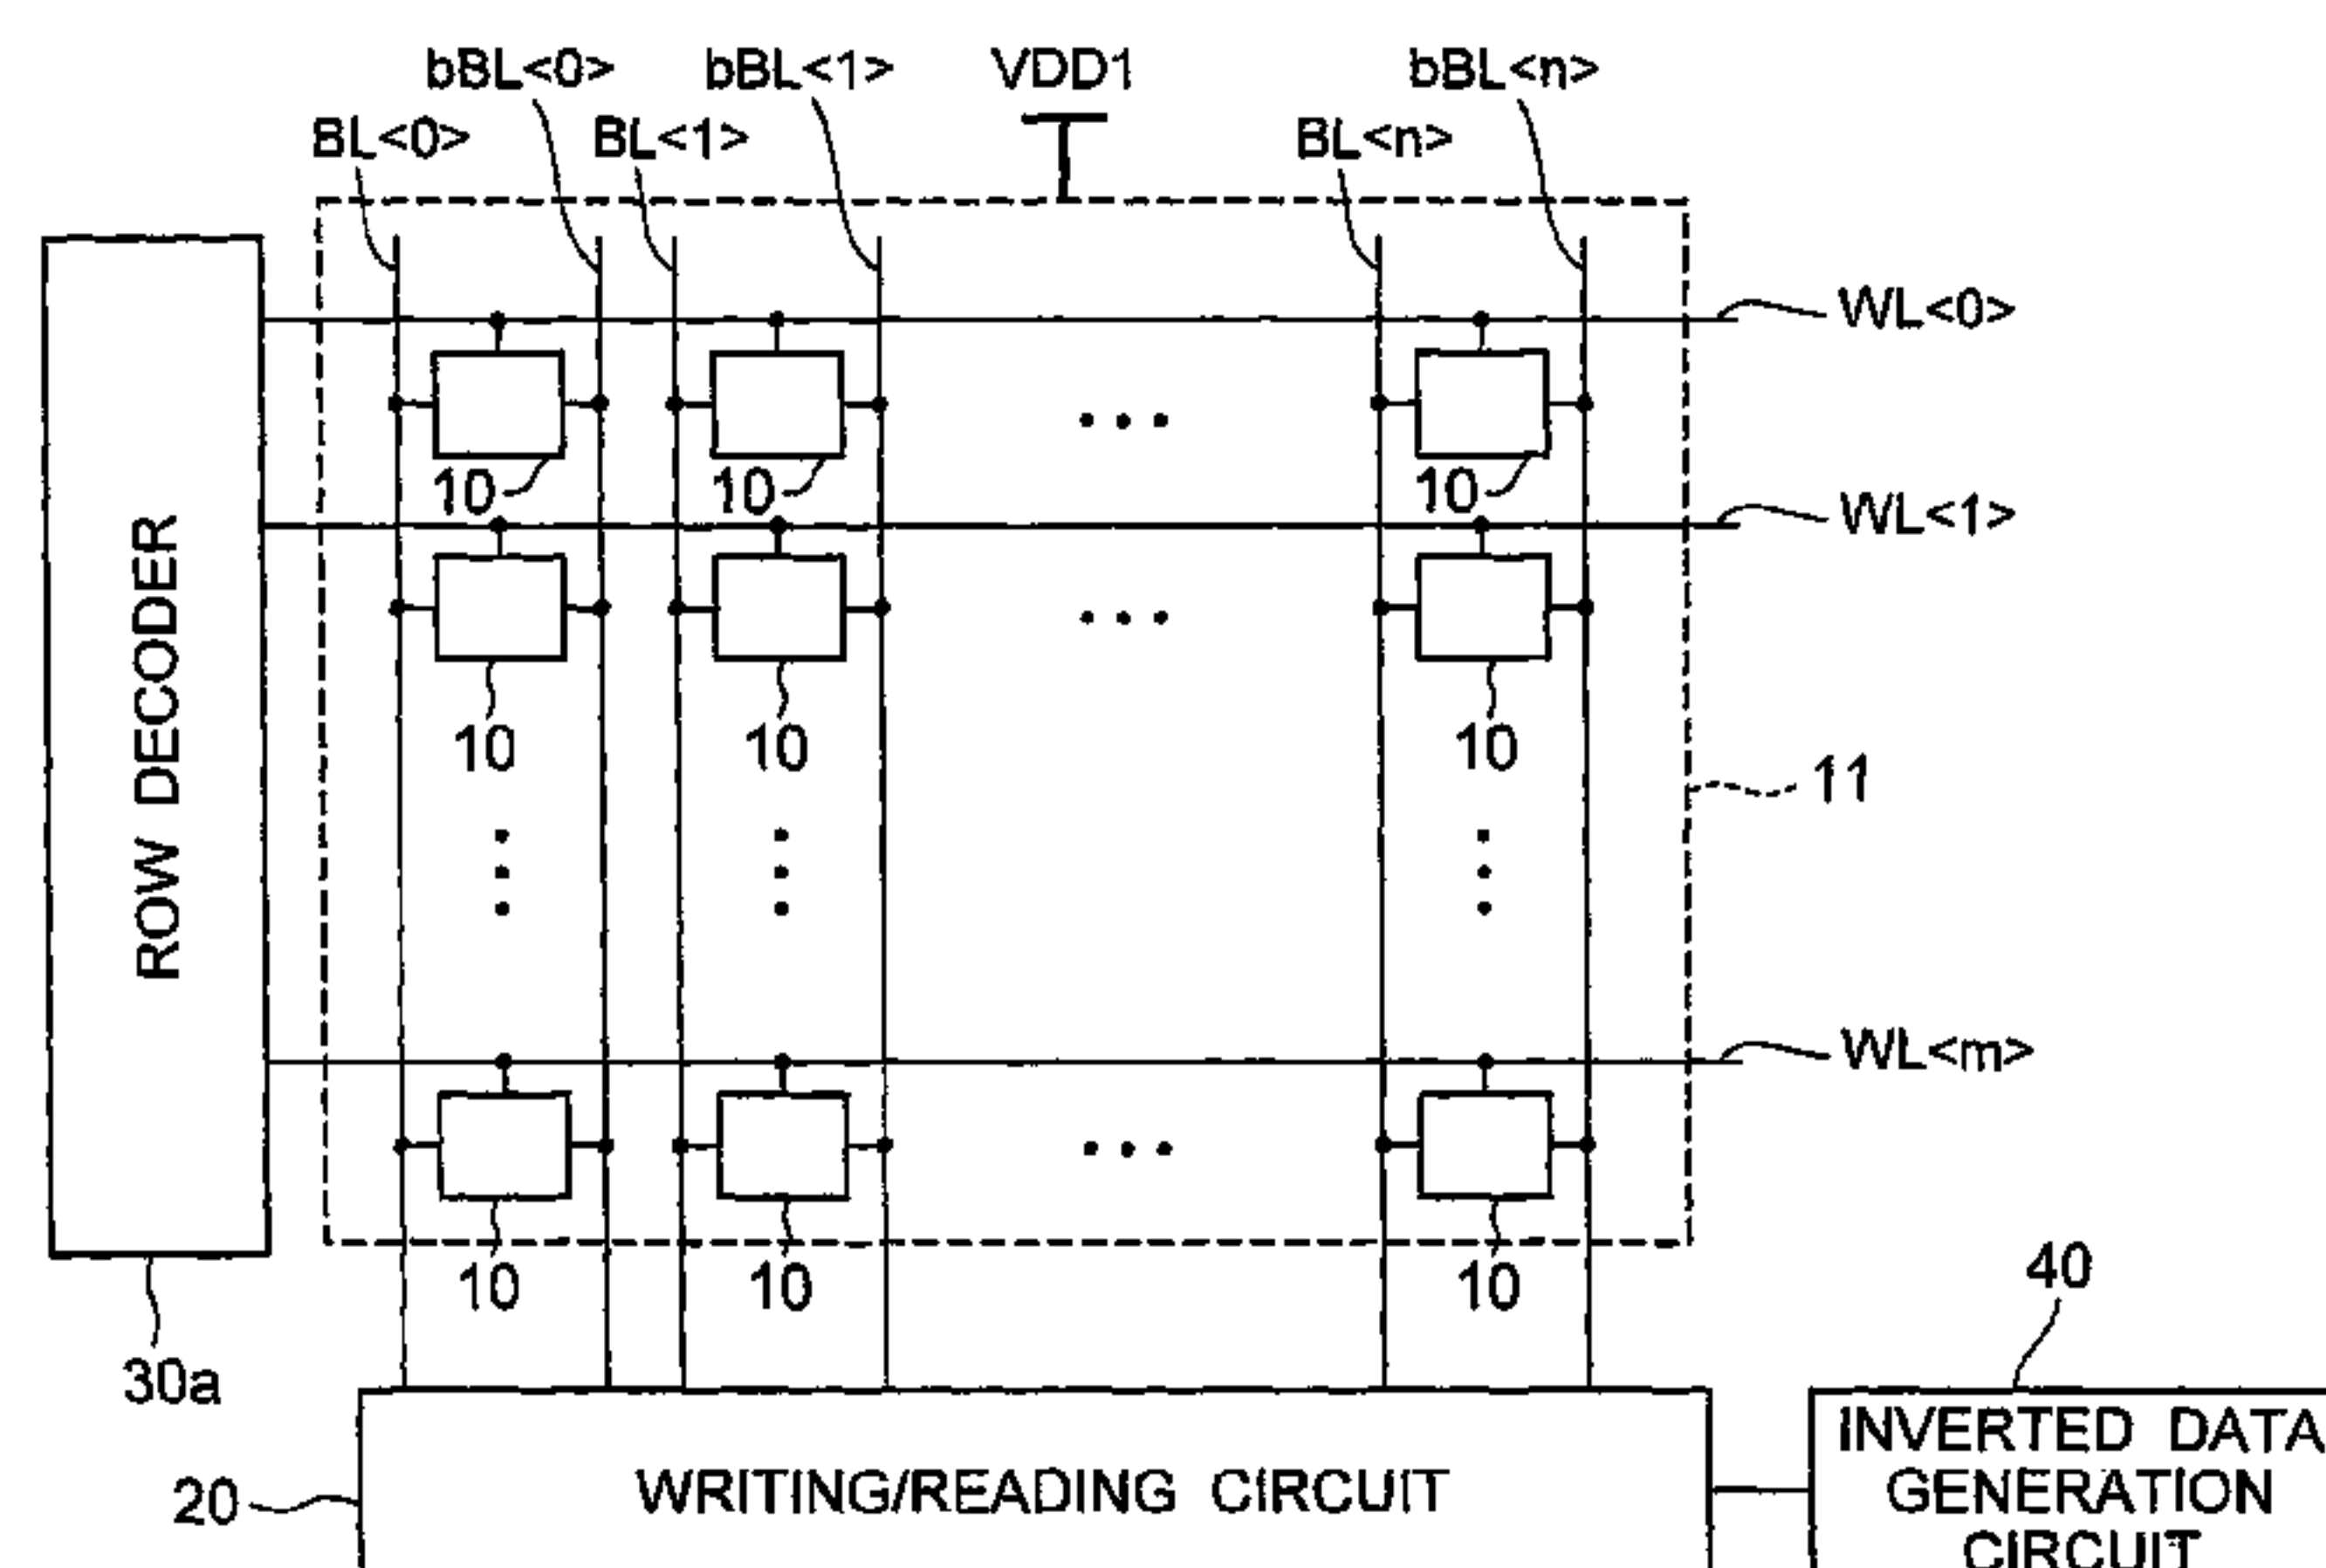 bBL<0> bBL<1> VDD1 bBL<n>
BL<0> BL<1> BL<n>
WL<0>
10 10 10
WL<1>
ROW DECODER
10 10 10
11
WL<m>
10 10 10
30a
40
20
WRITING/READING CIRCUIT
INVERTED DATA
GENERATION
CIRCUIT